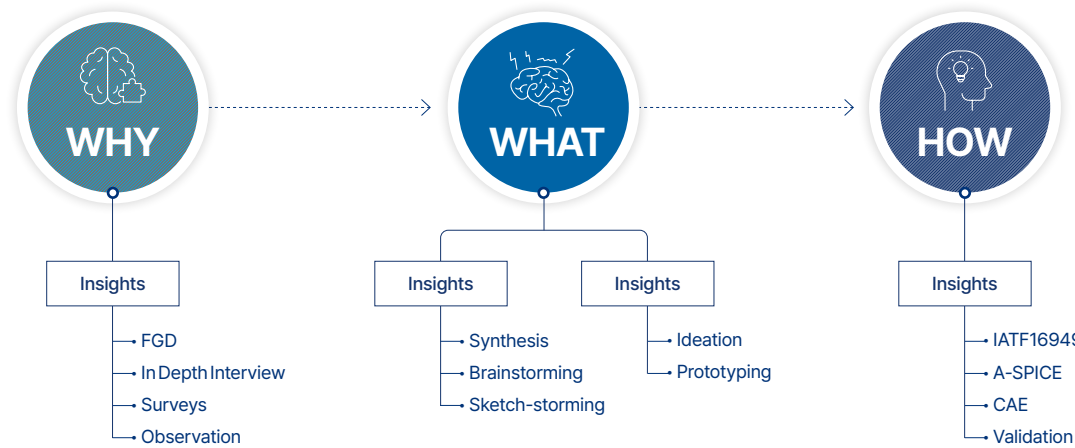 WHY
WHAT
HOW
Insights
Insights
Insights
Insights
FGD
In Depth Interview
Surveys
Observation
Synthesis
Brainstorming
Sketch-storming
Ideation
Prototyping
IATF16949
A-SPICE
CAE
Validation